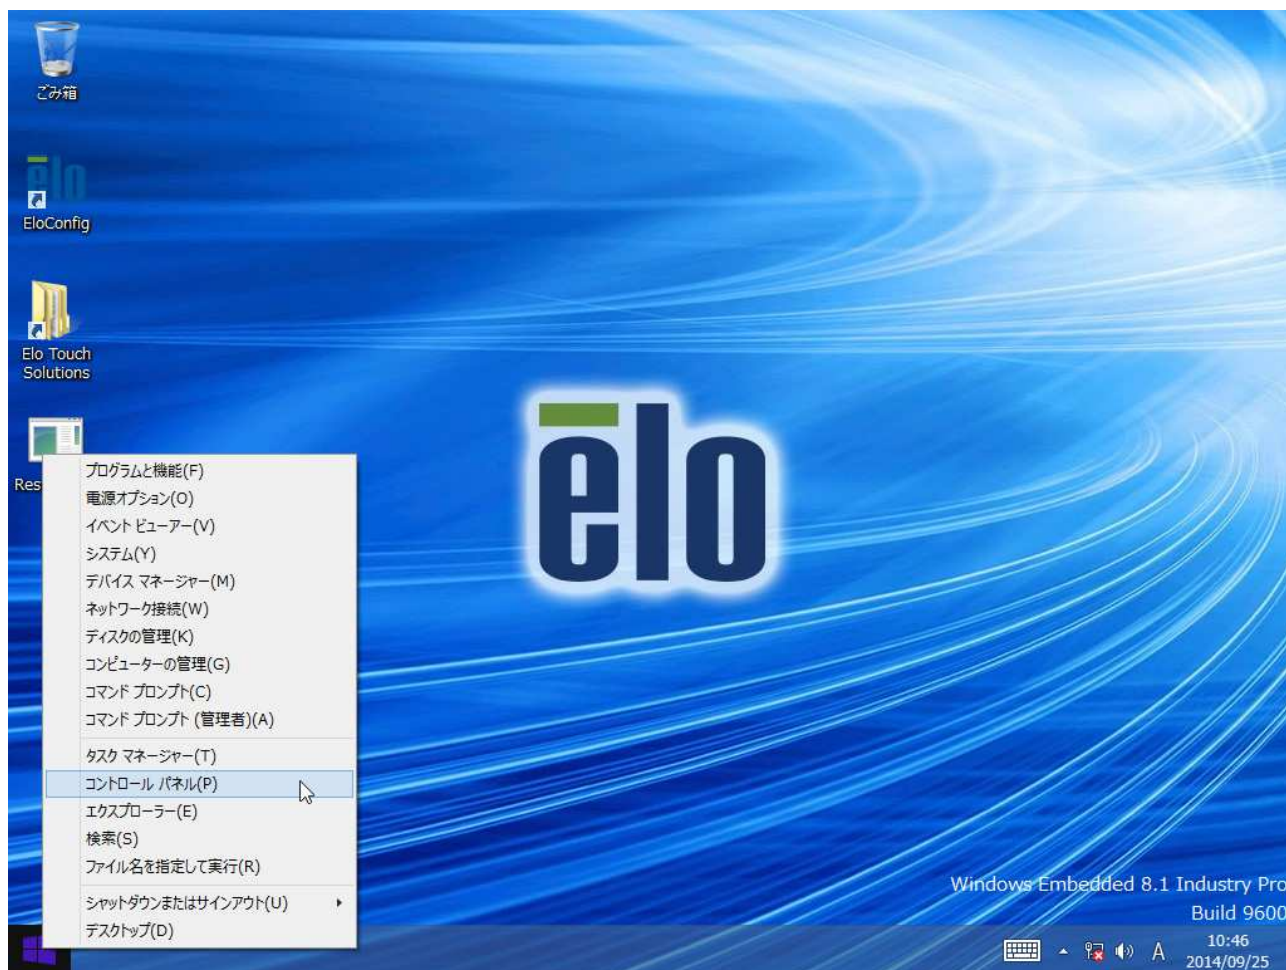 ごみ箱
elo
EloConfig
Elo Touch
Solutions
Res
プログラムと機能(F)
電源オプション(O)
イベント ビューアー(V)
システム(Y)
デバイス マネージャー(M)
ネットワーク接続(W)
ディスクの管理(K)
コンピューターの管理(G)
コマンド プロンプト(C)
コマンド プロンプト (管理者)(A)
タスク マネージャー(T)
コントロール パネル(P)
エクスプローラー(E)
検索(S)
ファイル名を指定して実行(R)
シャットダウンまたはサインアウト(U)
デスクトップ(D)
ēlo
Windows Embedded 8.1 Industry Pro
Build 9600
A
10:46
2014/09/25